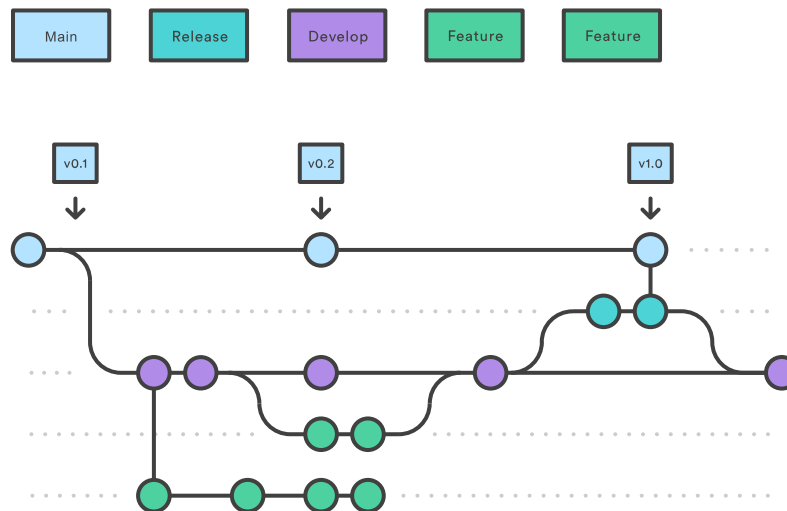 Main
Release
Develop
Feature
Feature
v0.1
v0.2
v1.0